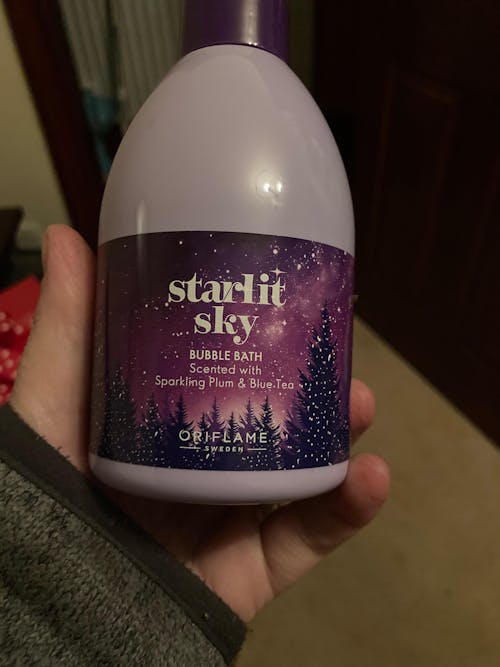 starlit
sky
BUBBLE BATH
Scented with
Sparkling Plum & Blue Tea
ORIFLAME
SWEDEN